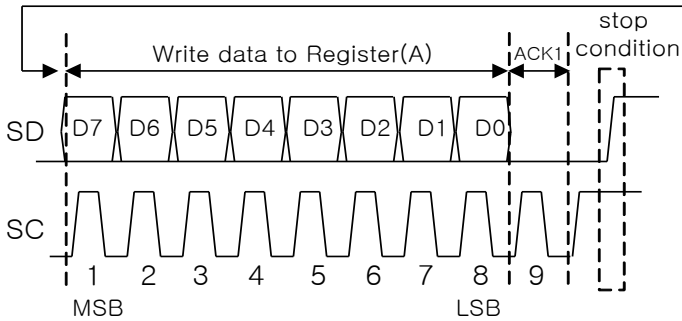 stop
condition
Write data to Register(A)
ACK1
SD
D7 D6 D5 D4 D3 D2 D1 D0
SC
1 2 3 4 5 6 7 8 9
MSB LSB